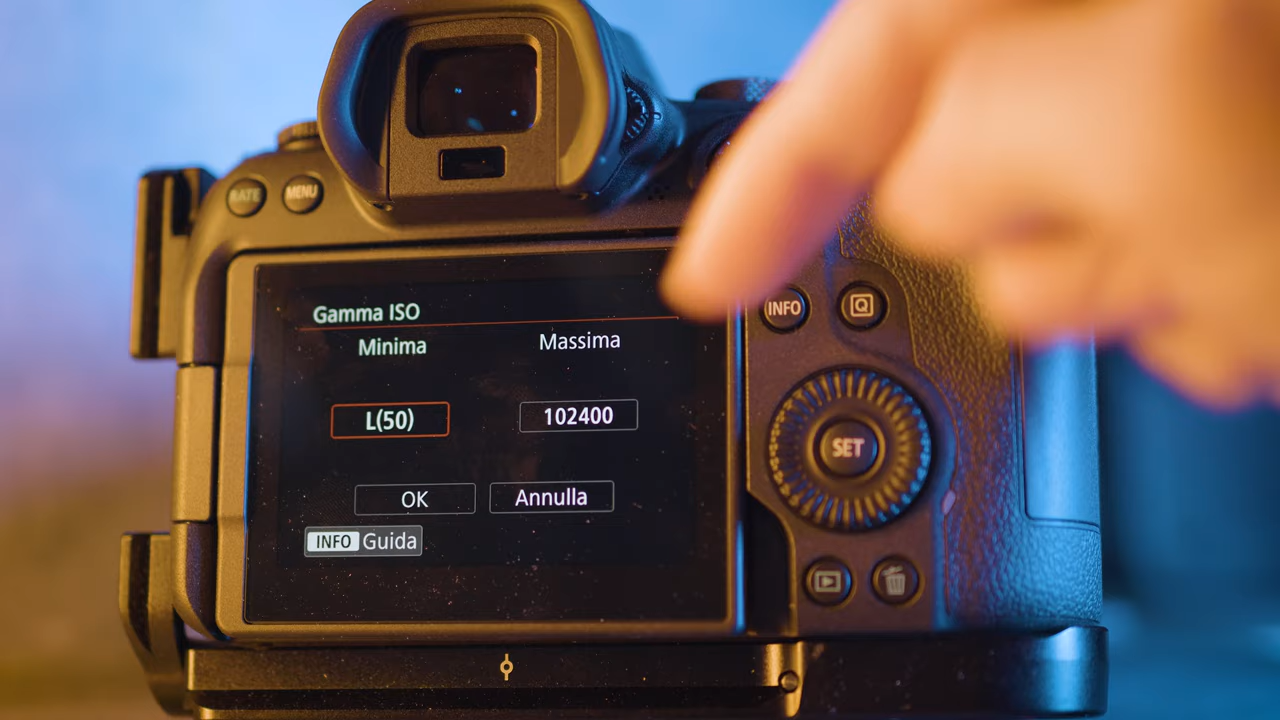 RATE
MENU
Gamma ISO
Minima
Massima
L(50)
102400
OK
Annulla
INFO Guida
INFO
Q
SET